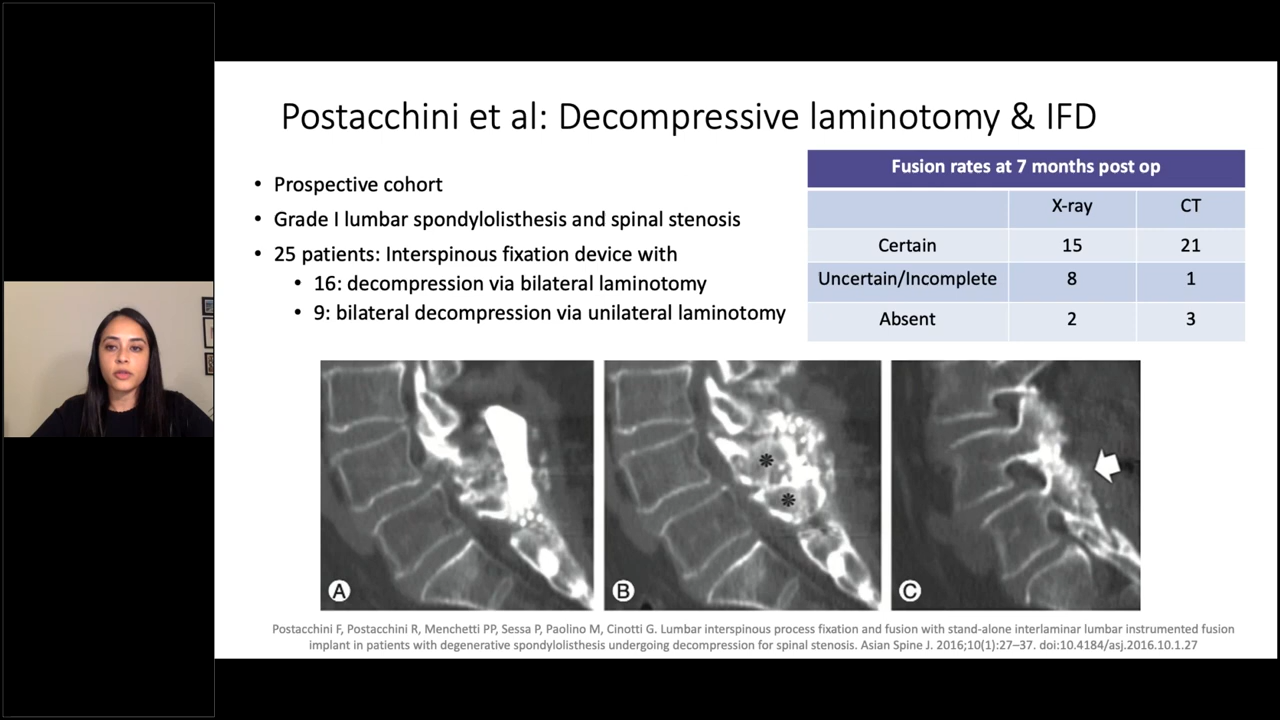 Postacchini et al: Decompressive laminotomy & IFD
• Prospective cohort
• Grade I lumbar spondylolisthesis and spinal stenosis
• 25 patients: Interspinous fixation device with
• 16: decompression via bilateral laminotomy
• 9: bilateral decompression via unilateral laminotomy
Fusion rates at 7 months post op
X-ray CT
Certain 15 21
Uncertain/Incomplete 8 1
Absent 2 3
A B C
Postacchini F, Postacchini R, Menchetti PP, Sessa P, Paolino M, Cinotti G. Lumbar interspinous process fixation and fusion with stand-alone interlaminar lumbar instrumented fusion
implant in patients with degenerative spondylolisthesis undergoing decompression for spinal stenosis. Asian Spine J. 2016;10(1):27–37. doi:10.4184/asj.2016.10.1.27